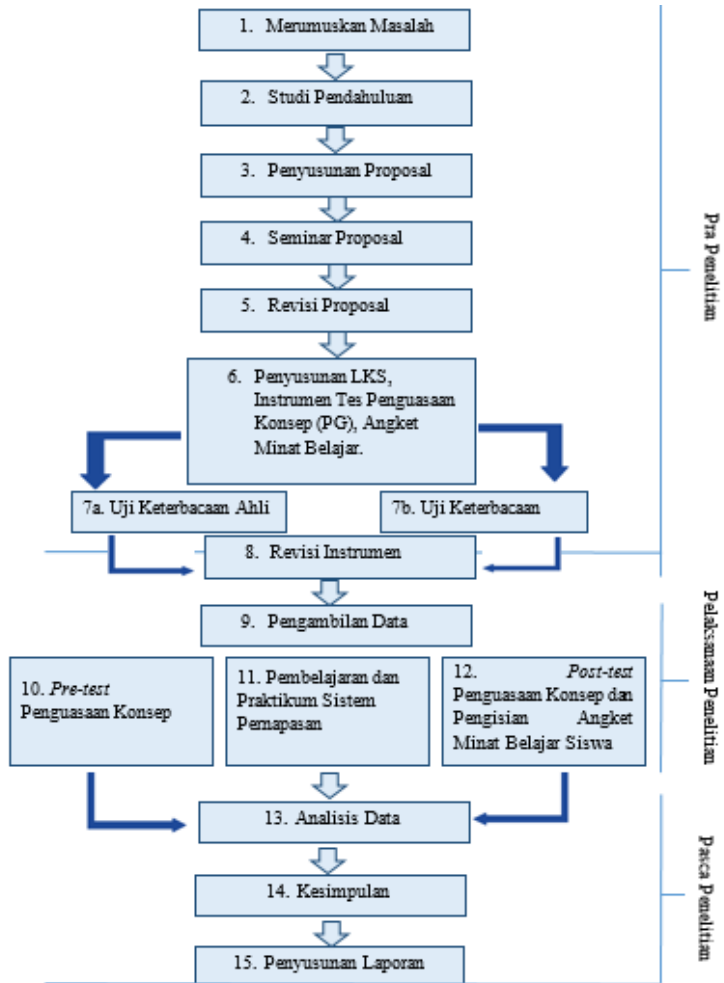 1. Merumuskan Masalah
2. Studi Pendahuluan
3. Penyusunan Proposal
4. Seminar Proposal
5. Revisi Proposal
6. Penyusunan LKS,
Instrumen Tes Penguasaan
Konsep (PG), Angket
Minat Belajar.
7a. Uji Keterbacaan Ahli
7b. Uji Keterbacaan
8. Revisi Instrumen
Pra Penelitian
9. Pengambilan Data
10. Pre-test
Penguasaan Konsep
11. Pembelajaran dan
Praktikum Sistem
Pernapasan
12. Post-test
Penguasaan Konsep dan
Pengisian Angket
Minat Belajar Siswa
Pelaksanaan Penelitian
13. Analisis Data
14. Kesimpulan
15. Penyusunan Laporan
Pasca Penelitian